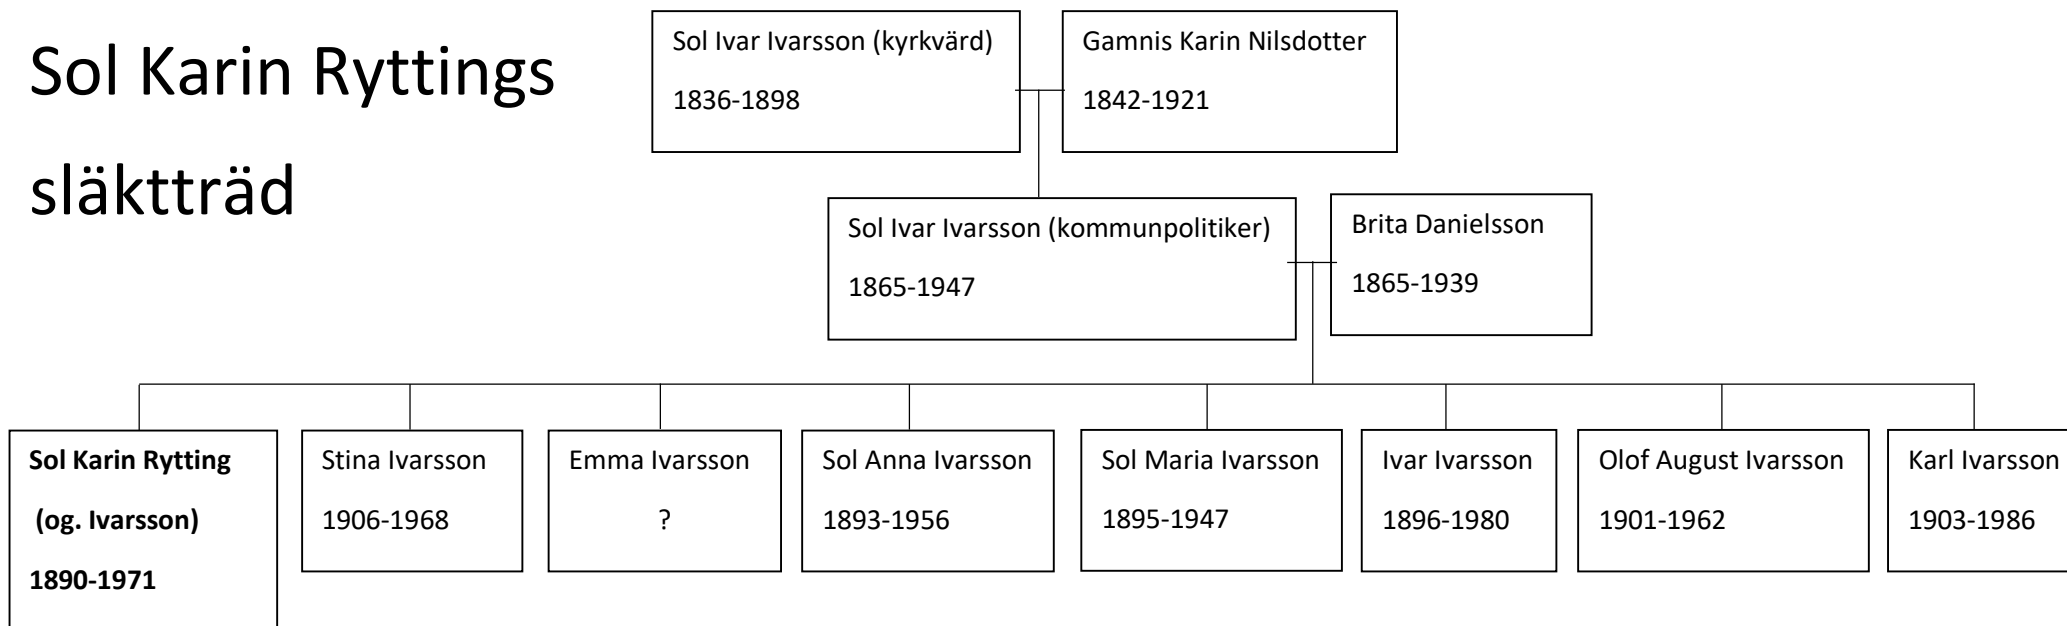 Sol Karin Ryttings
släktträd
Sol Ivar Ivarsson (kyrkvärd)
1836-1898
Gamnis Karin Nilsdotter
1842-1921
Sol Ivar Ivarsson (kommunpolitiker)
1865-1947
Brita Danielsson
1865-1939
Sol Karin Rytting
(og. Ivarsson)
1890-1971
Stina Ivarsson
1906-1968
Emma Ivarsson
?
Sol Anna Ivarsson
1893-1956
Sol Maria Ivarsson
1895-1947
Ivar Ivarsson
1896-1980
Olof August Ivarsson
1901-1962
Karl Ivarsson
1903-1986